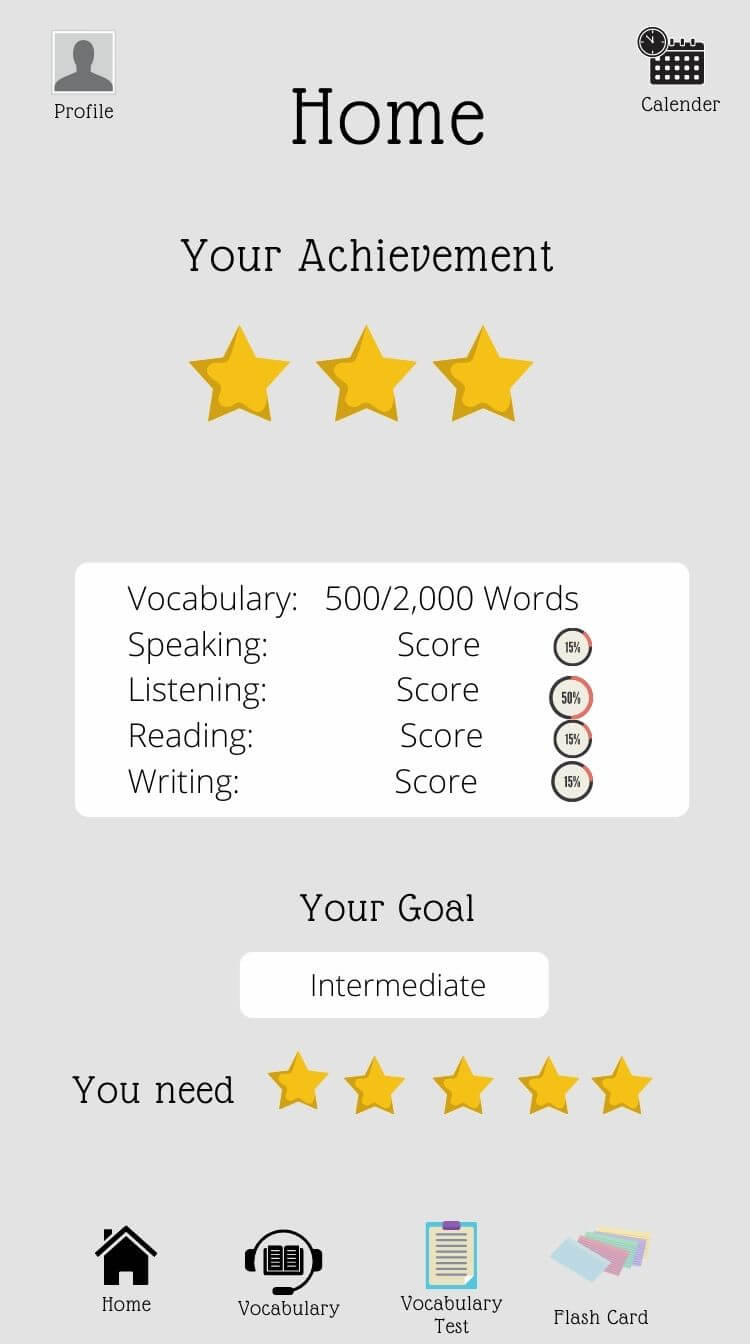 Profile
Calender
Home
Your Achievement
Vocabulary: 500/2,000 Words
Speaking: Score 15%
Listening: Score 50%
Reading: Score 15%
Writing: Score 15%
Your Goal
Intermediate
You need
Home
Vocabulary
Vocabulary
Test
Flash Card